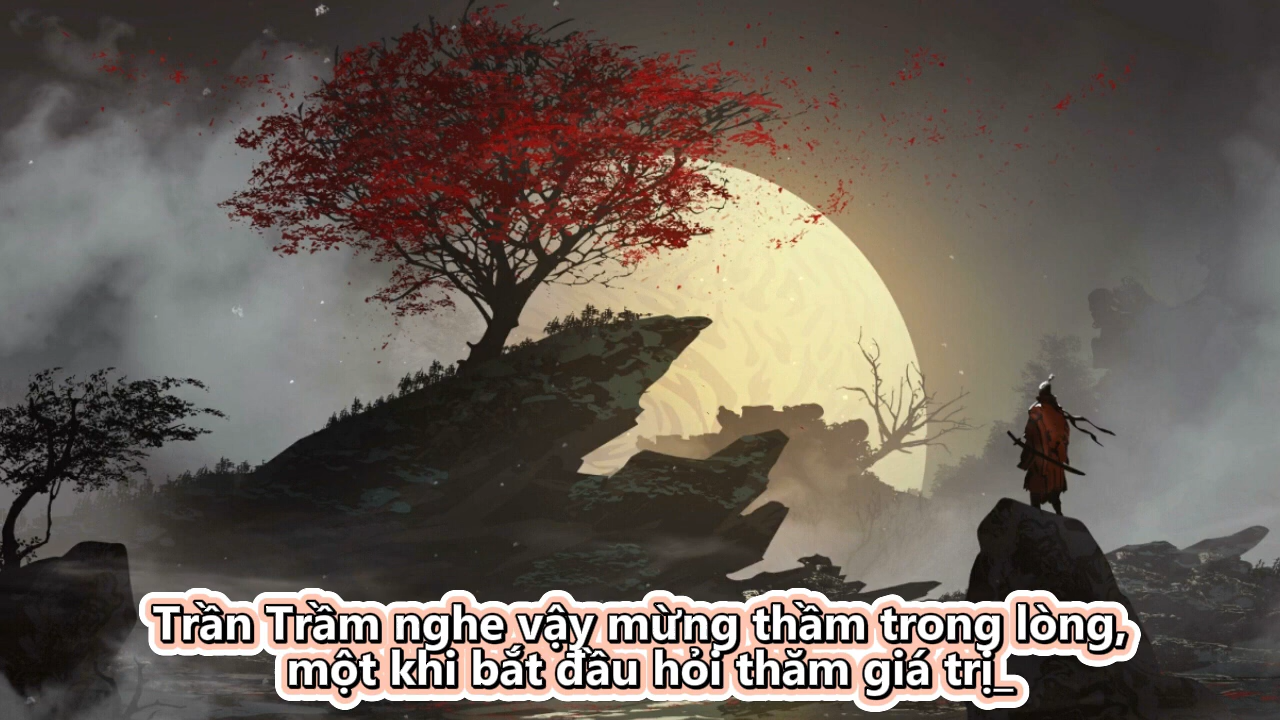 Trần Trầm nghe vậy mừng thầm trong lòng,
một khi bắt đầu hỏi thăm giá trị_